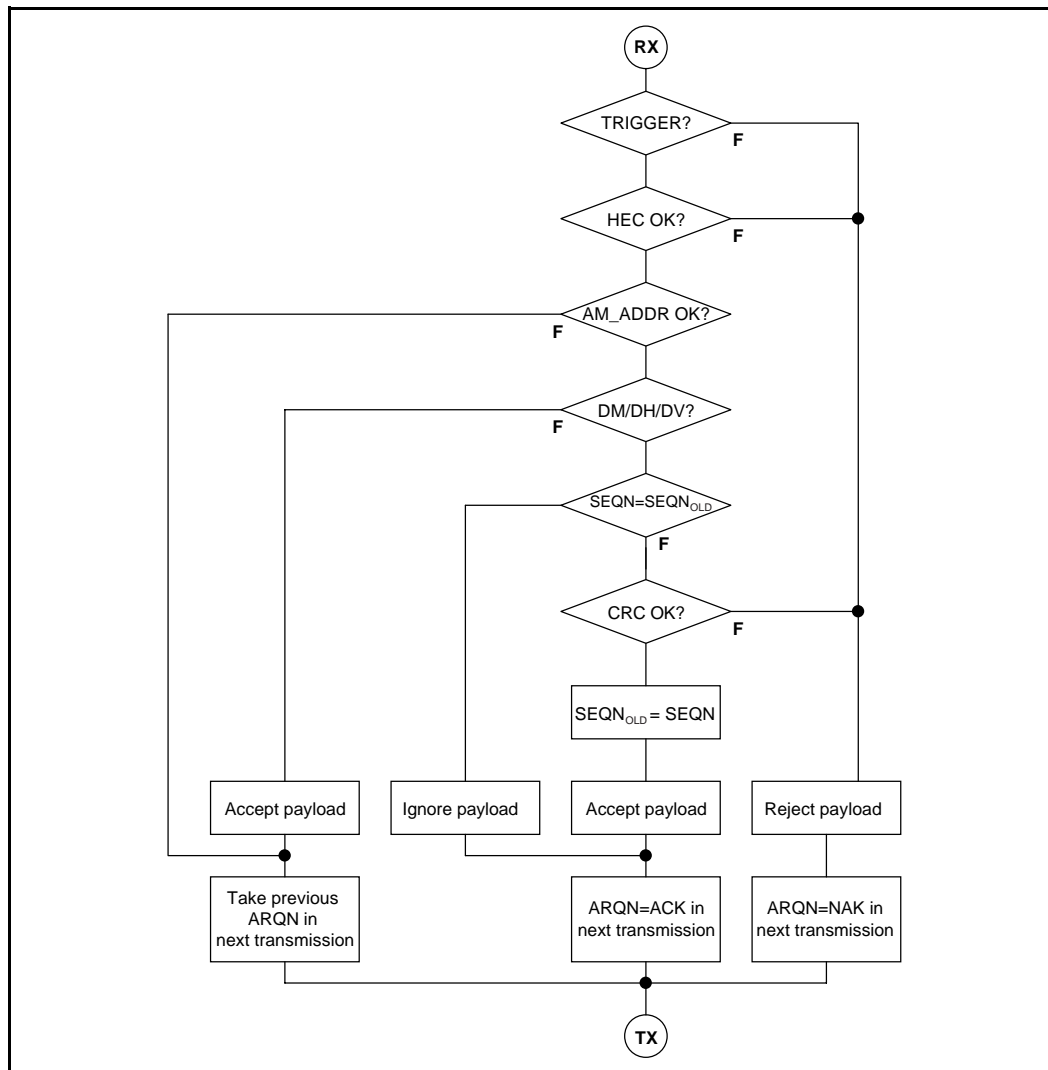 RX
TRIGGER?
F
HEC OK?
F
AM_ADDR OK?
F
DM/DH/DV?
F
SEQN=SEQNOLD
F
CRC OK?
F
SEQNOLD = SEQN
Accept payload
Ignore payload
Accept payload
Reject payload
Take previous
ARQN in
next transmission
ARQN=ACK in
next transmission
ARQN=NAK in
next transmission
TX